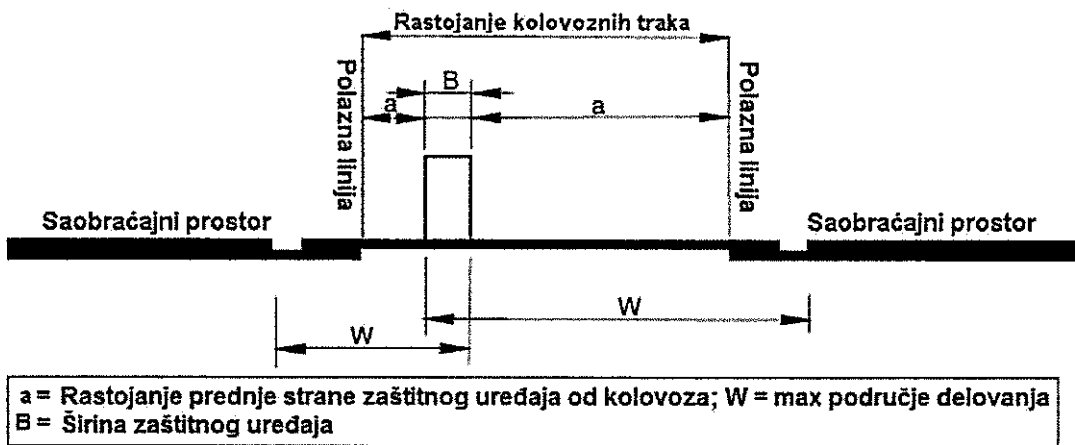 Rastojanje kolovoznih traka
Polazna linija
B
a
a
Polazna linija
Saobraćajni prostor
Saobraćajni prostor
W
W
a = Rastojanje prednje strane zaštitnog uređaja od kolovoza; W = max područje delovanja
B = Širina zaštitnog uređaja